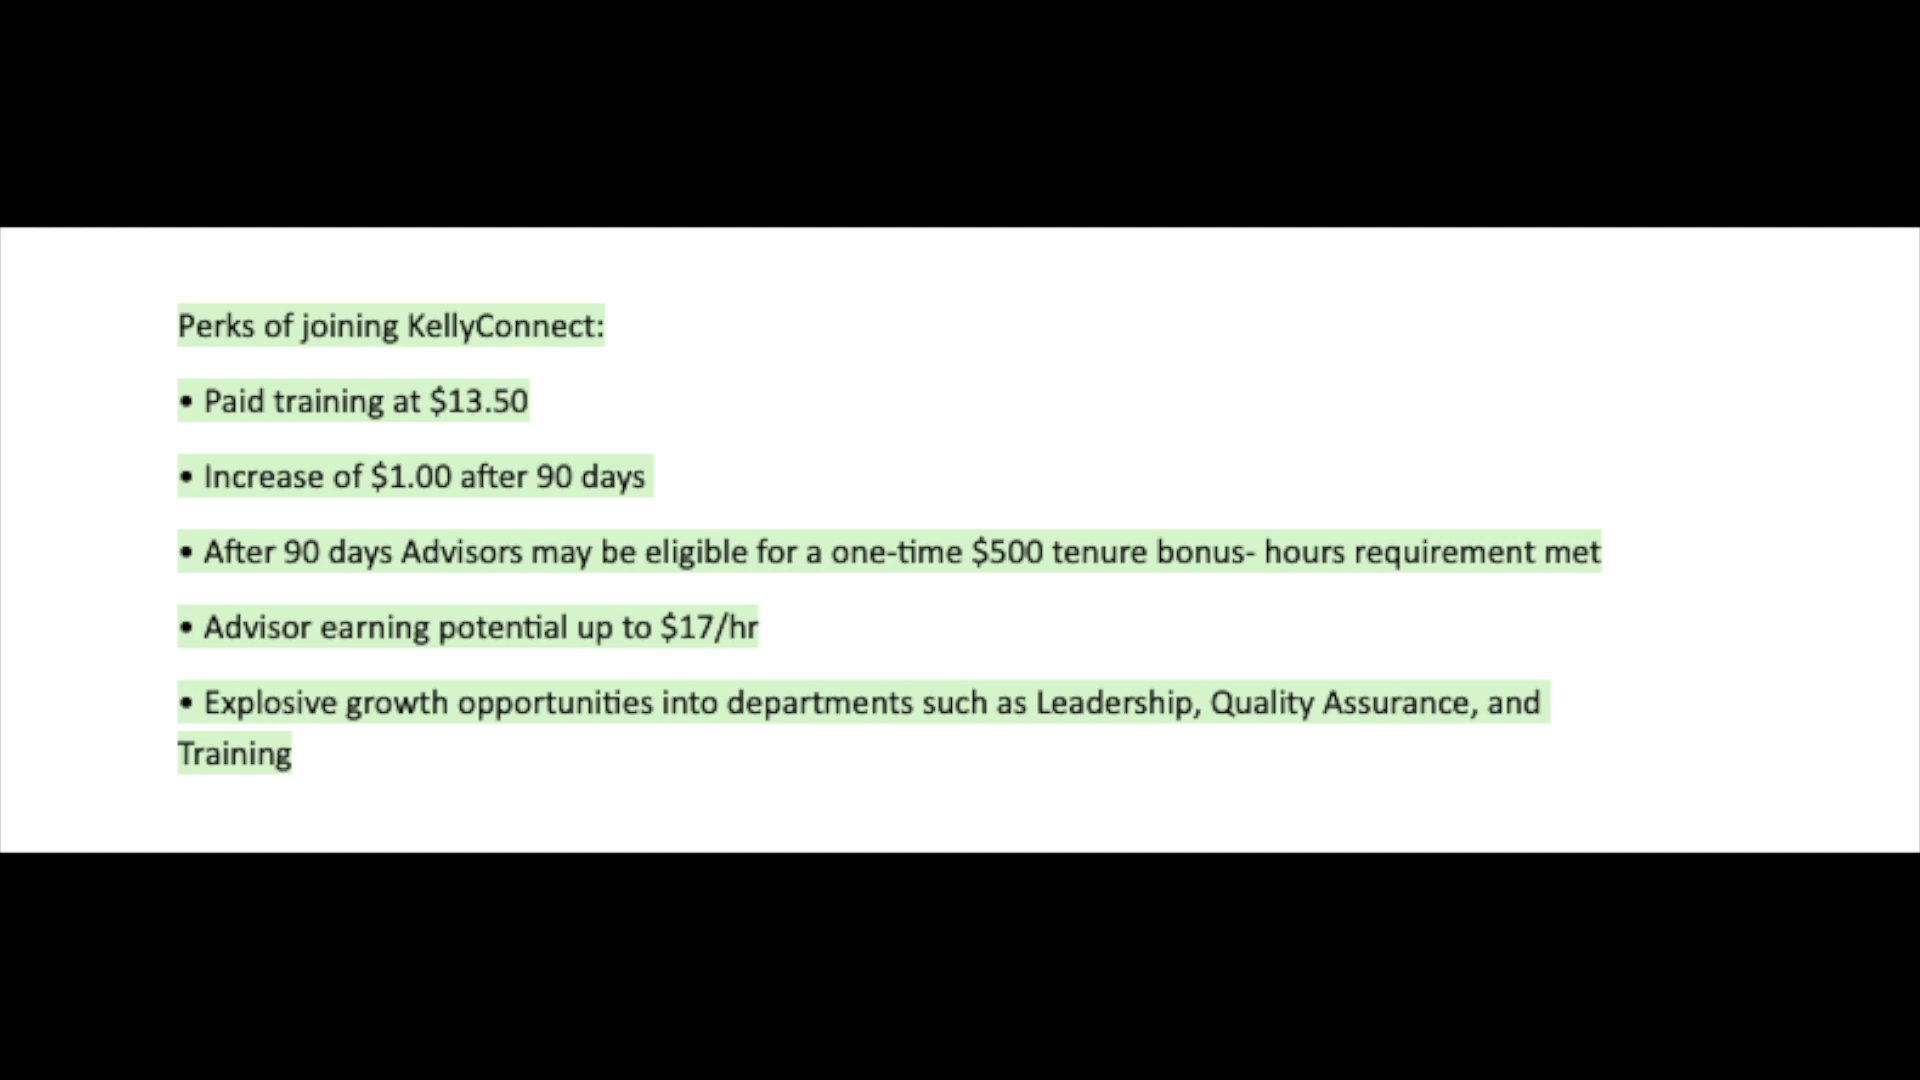 Perks of joining KellyConnect:
• Paid training at $13.50
• Increase of $1.00 after 90 days
• After 90 days Advisors may be eligible for a one-time $500 tenure bonus- hours requirement met
• Advisor earning potential up to $17/hr
• Explosive growth opportunities into departments such as Leadership, Quality Assurance, and
Training